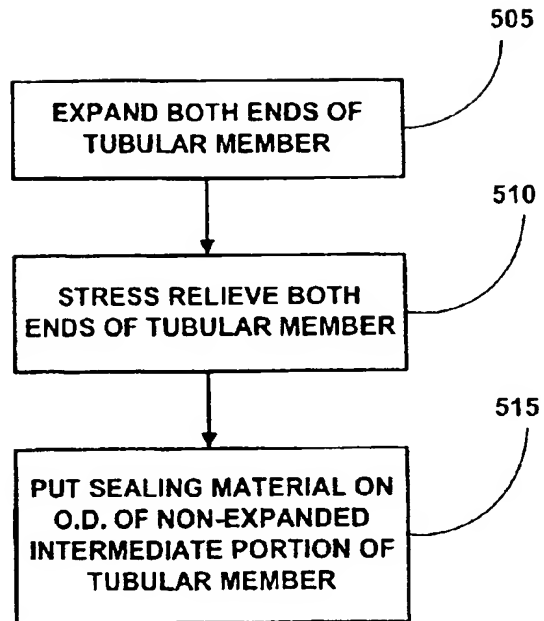 505
EXPAND BOTH ENDS OF
TUBULAR MEMBER
510
STRESS RELIEVE BOTH
ENDS OF TUBULAR MEMBER
515
PUT SEALING MATERIAL ON
O.D. OF NON-EXPANDED
INTERMEDIATE PORTION OF
TUBULAR MEMBER